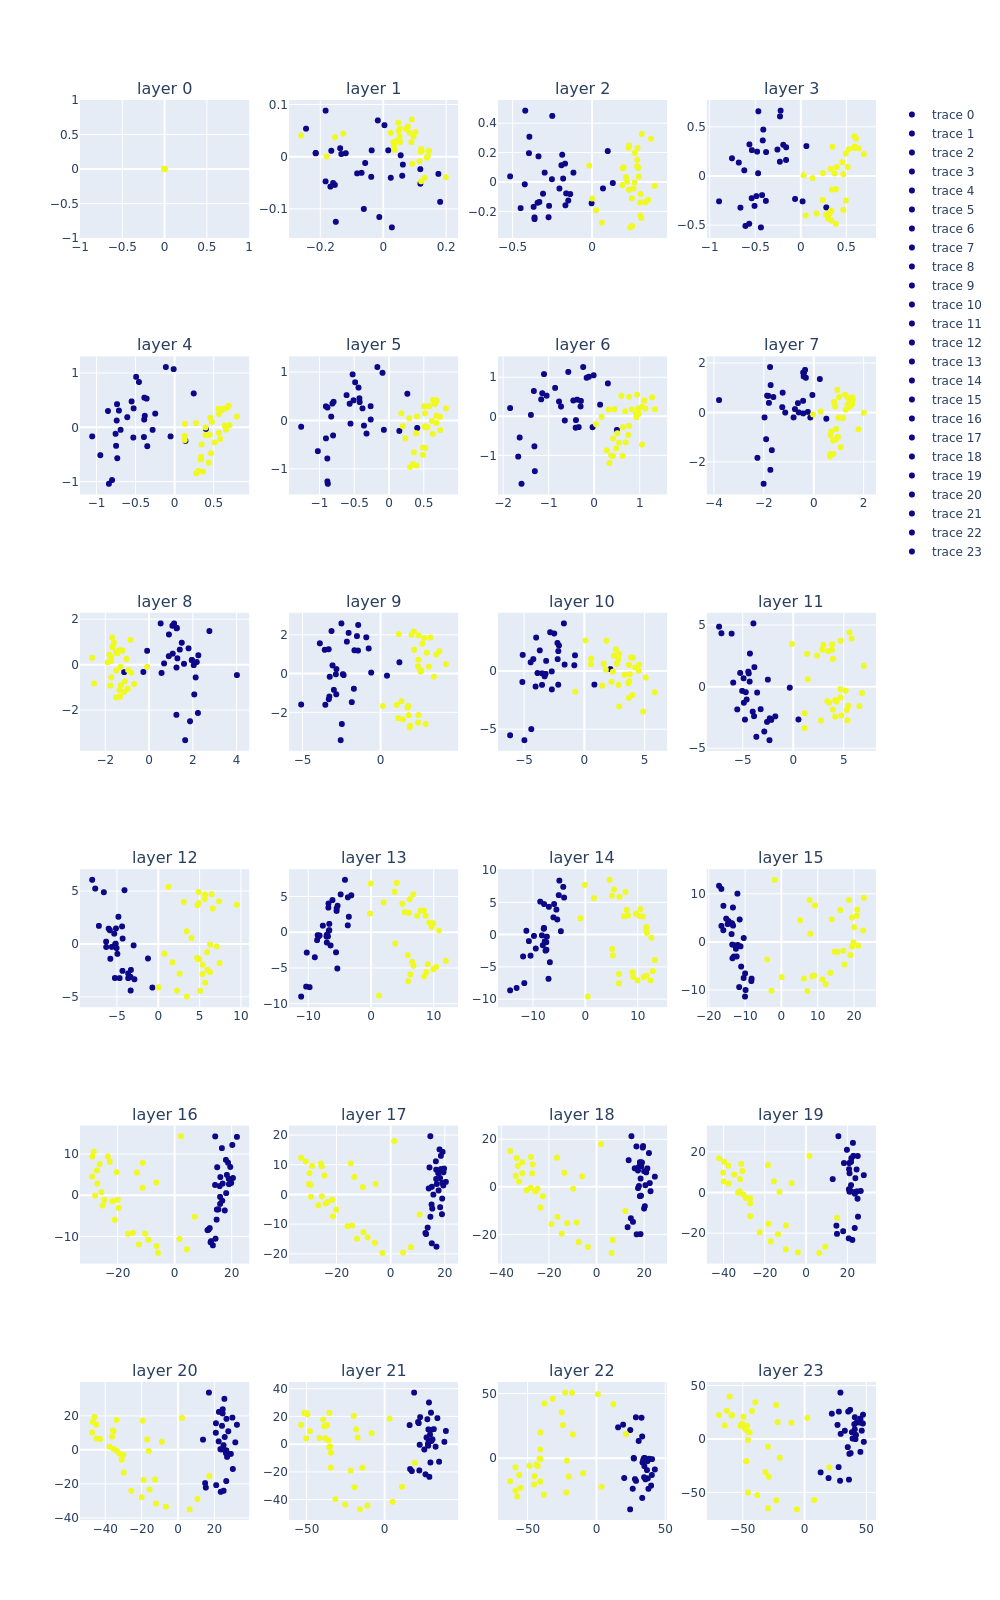 layer 0 layer 1 layer 2 layer 3
1 0.5 0 −0.5 −1
−1 −0.5 0 0.5 1
0.1 0 −0.1
−0.2 0 0.2
0.4 0.2 0 −0.2
−0.5 0
0.5 0 −0.5
−1 −0.5 0 0.5
layer 4 layer 5 layer 6 layer 7
1 0 −1
−1 −0.5 0 0.5
1 0 −1
−1 −0.5 0 0.5
1 0 −1
−2 −1 0 1
2 0 −2
−4 −2 0 2
layer 8 layer 9 layer 10 layer 11
2 0 −2
−2 0 2 4
2 0 −2
−5 0
0 −5
−5 0 5
5 0 −5
−5 0 5
layer 12 layer 13 layer 14 layer 15
5 0 −5
−5 0 5 10
5 0 −5 −10
−10 0 10
10 5 0 −5 −10
−10 0 10
10 0 −10
−20 −10 0 10 20
layer 16 layer 17 layer 18 layer 19
10 0 −10
−20 0 20
20 10 0 −10 −20
−20 0 20
20 0 −20
−40 −20 0 20
20 0 −20
−40 −20 0 20
layer 20 layer 21 layer 22 layer 23
20 0 −20 −40
−40 −20 0 20
40 20 0 −20 −40
−50 0
50 0
−50 0 50
50 0 −50
−50 0 50
trace 0
trace 1
trace 2
trace 3
trace 4
trace 5
trace 6
trace 7
trace 8
trace 9
trace 10
trace 11
trace 12
trace 13
trace 14
trace 15
trace 16
trace 17
trace 18
trace 19
trace 20
trace 21
trace 22
trace 23